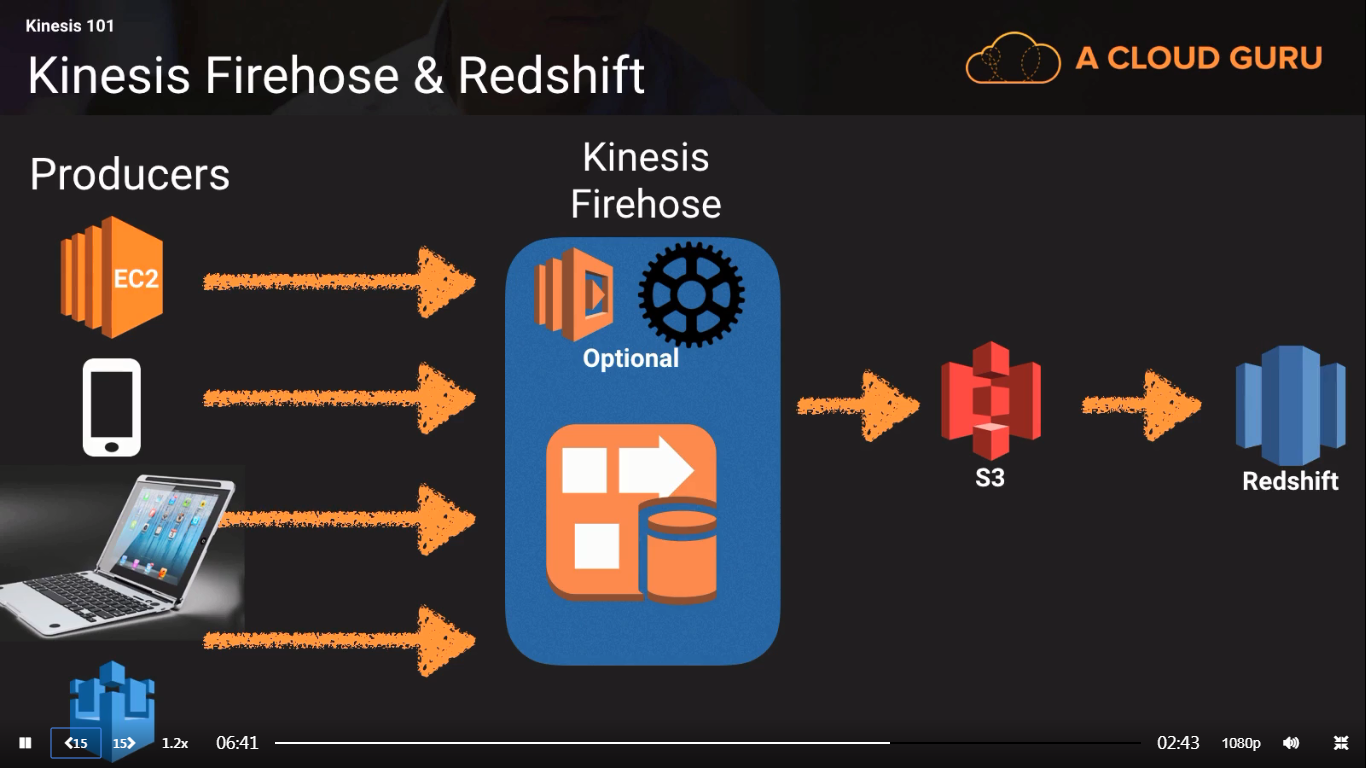 Kinesis 101
Kinesis Firehose & Redshift
A CLOUD GURU
Producers
Kinesis
Firehose
EC2
Optional
S3
Redshift
15
15
1.2x
06:41
02:43
1080p